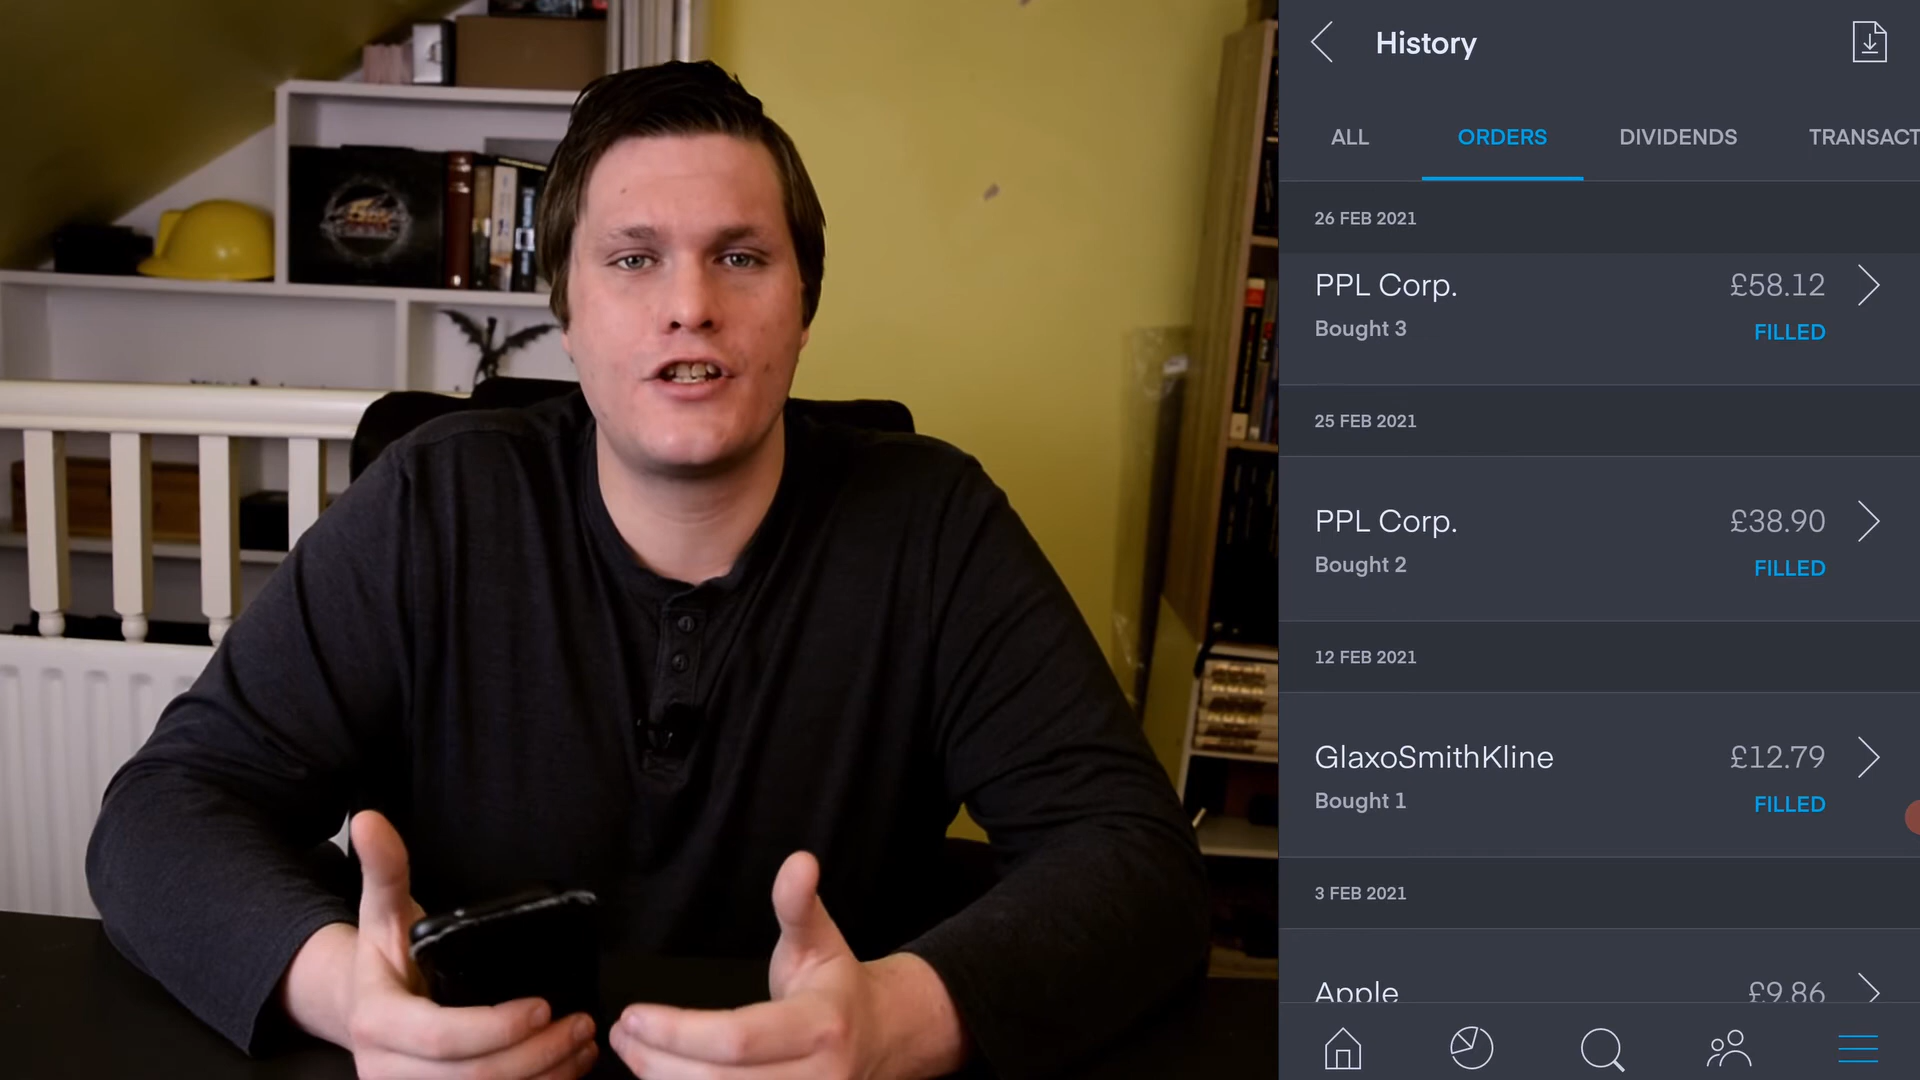 History
ALL ORDERS DIVIDENDS TRANSACT
26 FEB 2021
PPL Corp. £58.12
Bought 3 FILLED
25 FEB 2021
PPL Corp. £38.90
Bought 2 FILLED
12 FEB 2021
GlaxoSmithKline £12.79
Bought 1 FILLED
3 FEB 2021
Apple £9.86